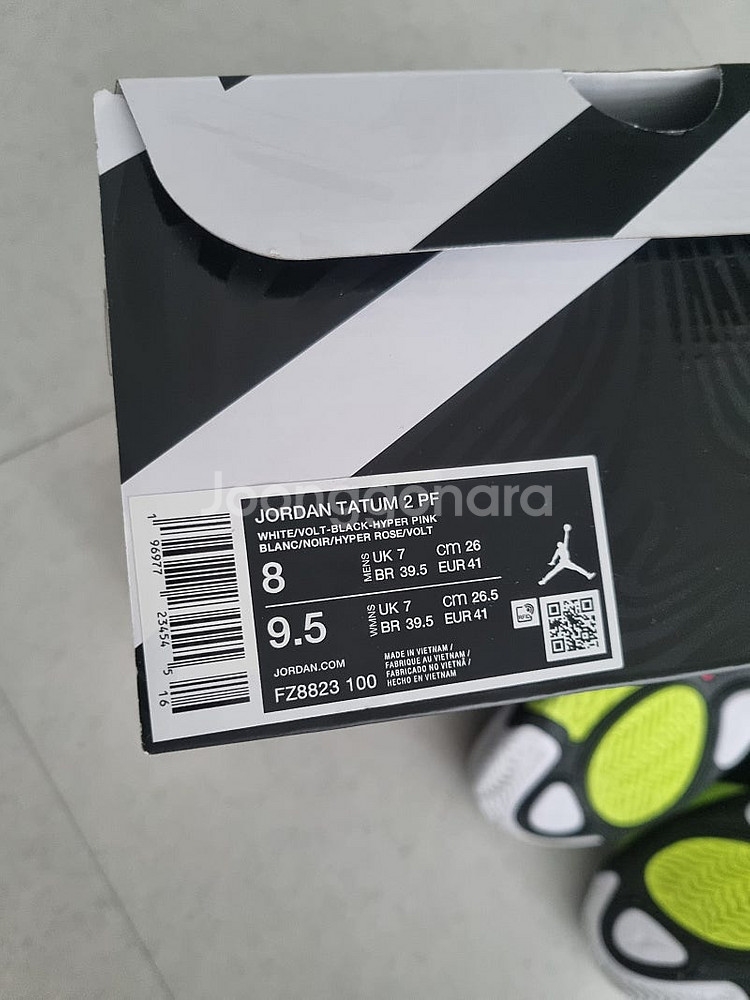 Joonggonara
JORDAN TATUM 2 PF
WHITE/VOLT-BLACK-HYPER PINK
BLANC/NOIR/HYPER ROSE/VOLT
8
MENS
UK 7 cm 26
BR 39.5 EUR 41
9.5
WMNS
UK 7 cm 26.5
BR 39.5 EUR 41
JORDAN.COM
FZ8823 100
MADE IN VIETNAM /
FABRIQUE AU VIETNAM /
FABRICADO NO VIETNÃ /
HECHO EN VIETNAM
1 96977 23454 5 16